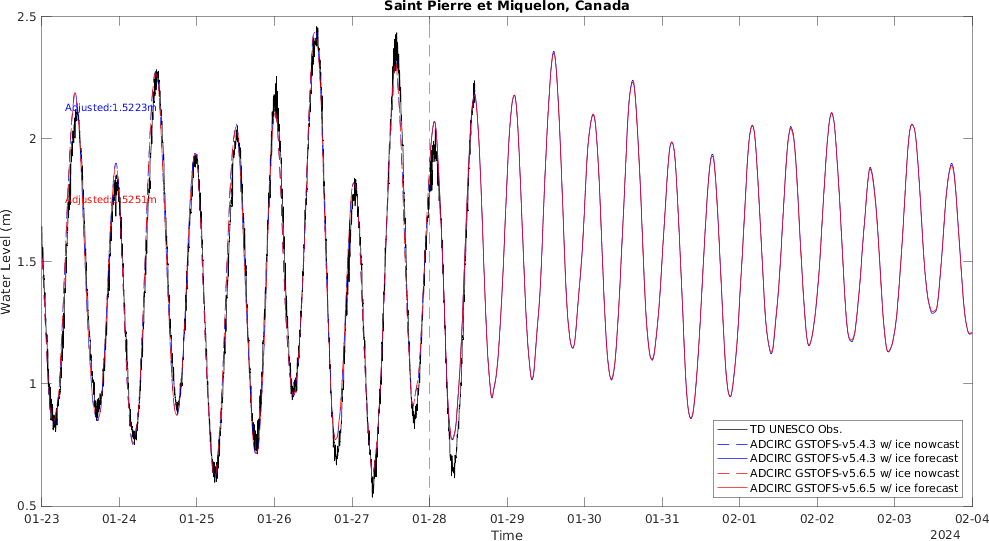 Saint Pierre et Miquelon, Canada
Water Level (m)
2.5
2
1.5
1
0.5
Adjusted:1.5223m
Adjusted:1.5251m
TD UNESCO Obs.
ADCIRC GSTOFS-v5.4.3 w/ ice nowcast
ADCIRC GSTOFS-v5.4.3 w/ ice forecast
ADCIRC GSTOFS-v5.6.5 w/ ice nowcast
ADCIRC GSTOFS-v5.6.5 w/ ice forecast
01-23 01-24 01-25 01-26 01-27 01-28 01-29 01-30 01-31 02-01 02-02 02-03 02-04
Time
2024